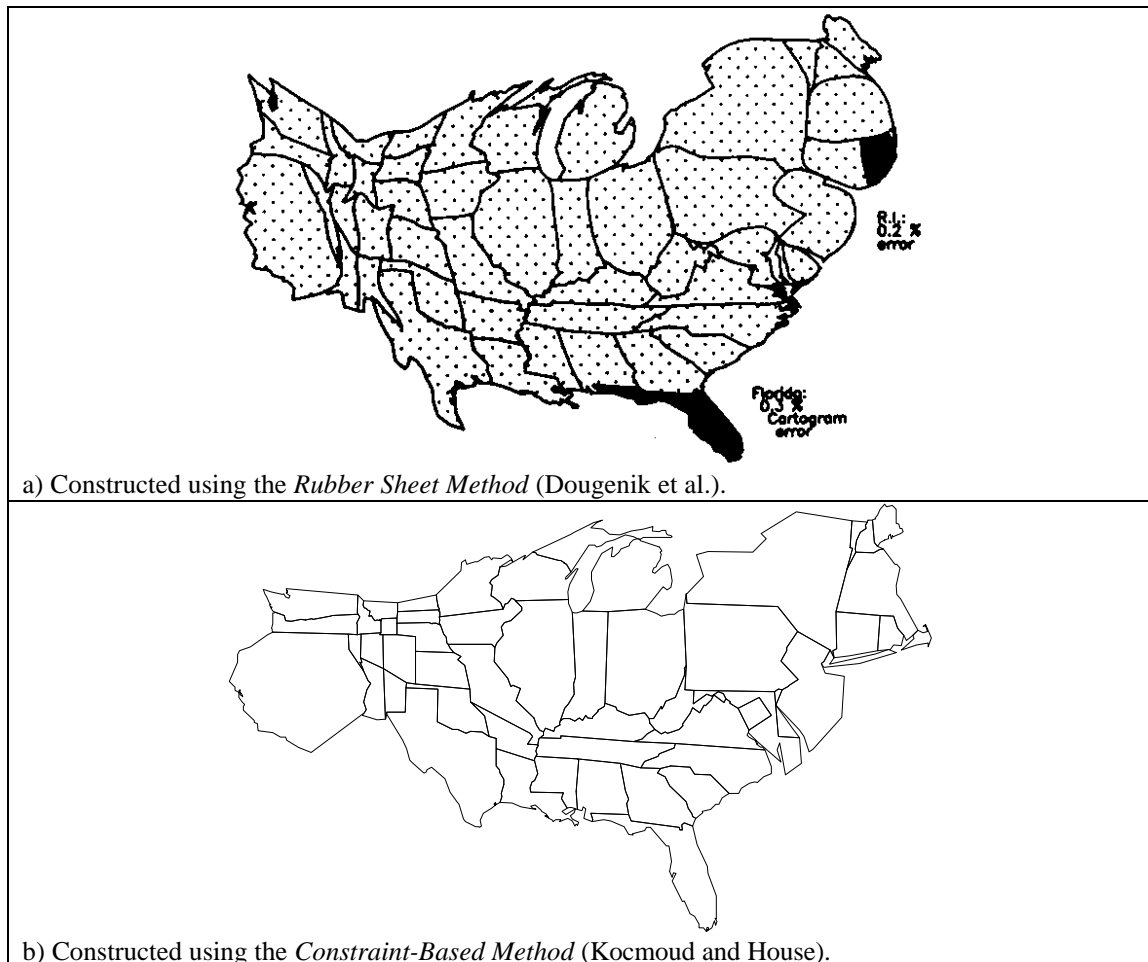 R.I.:
0.2 %
error
Florida:
0.3 %
Cartogram
error
a) Constructed using the Rubber Sheet Method (Dougenik et al.).
b) Constructed using the Constraint-Based Method (Kocmoud and House).